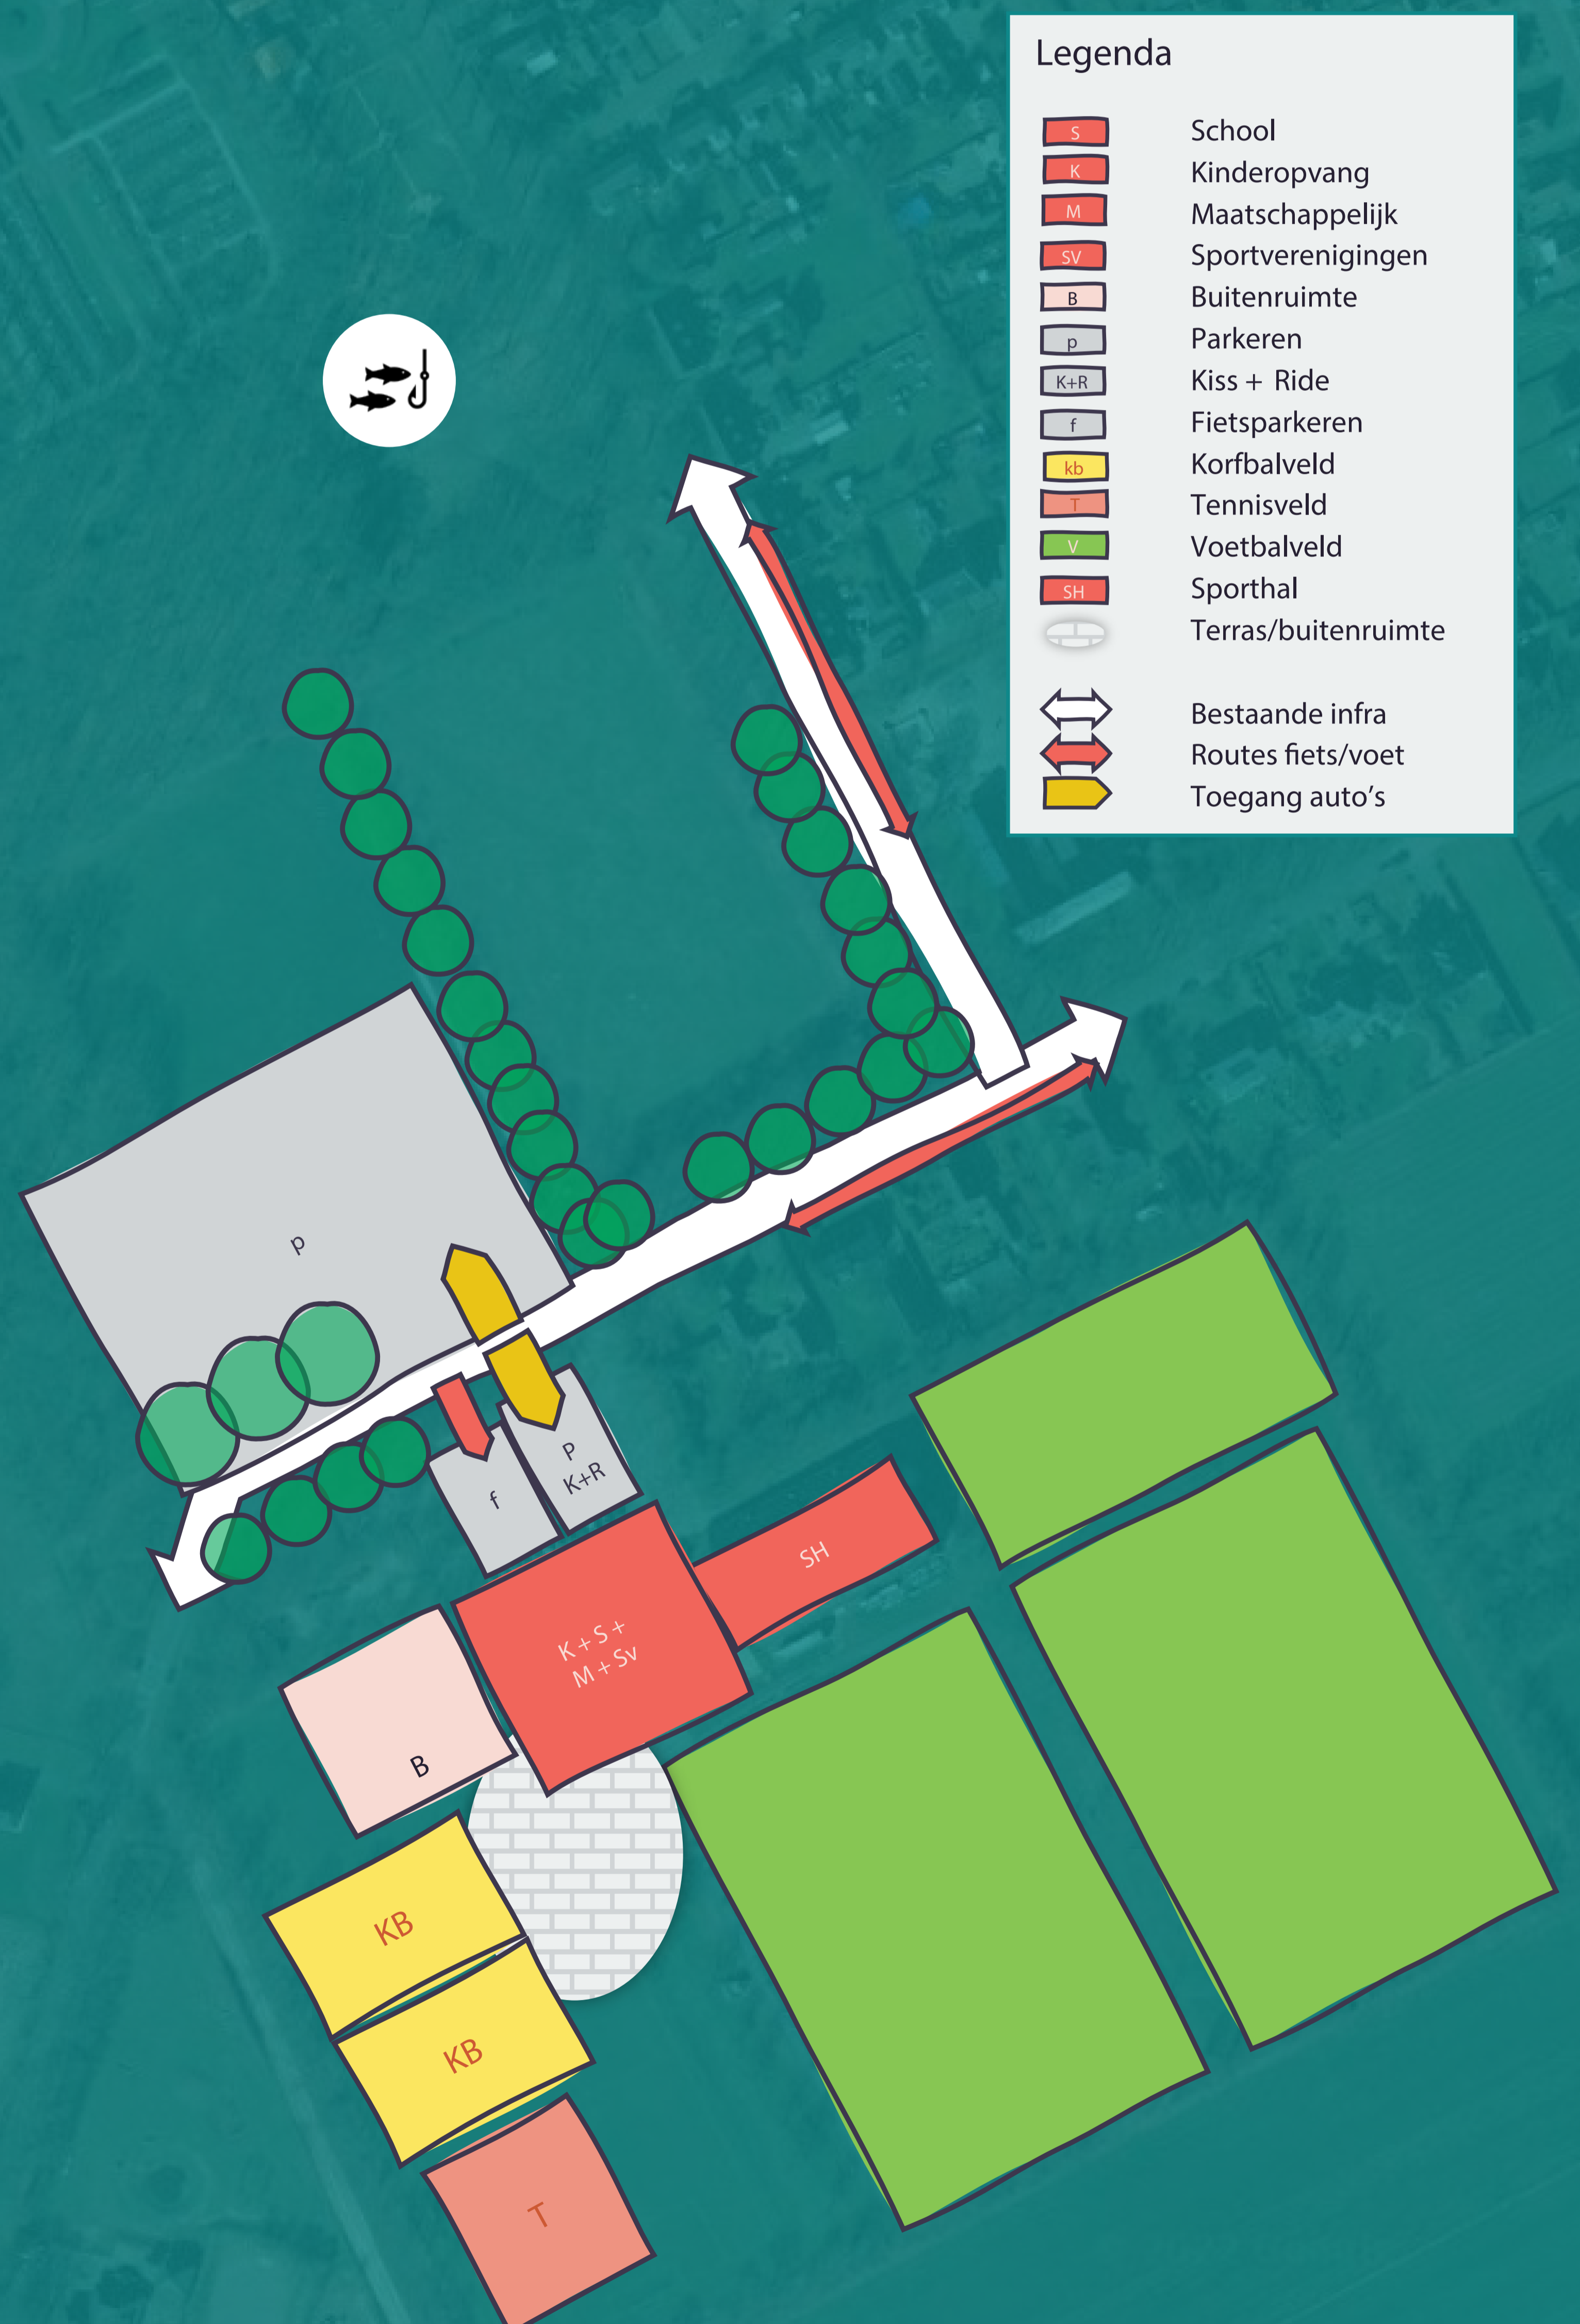 Legenda
S School
K Kinderopvang
M Maatschappelijk
SV Sportverenigingen
B Buitenruimte
p Parkeren
K+R Kiss + Ride
f Fietsparkeren
kb Korfbalveld
T Tennisveld
V Voetbalveld
SH Sporthal
Terras/buitenruimte
Bestaande infra
Routes fiets/voet
Toegang auto's
p
P
K+R
f
SH
K + S +
M + Sv
B
KB
KB
T